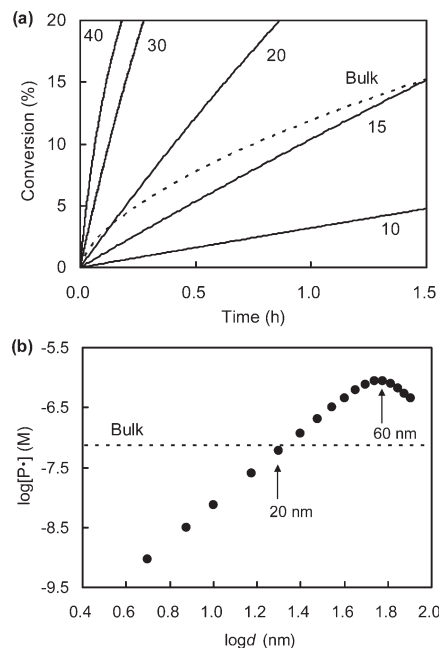 (a)
20
40
30
20
15
Bulk
15
10
10
5
0
0.0 0.5 1.0 1.5
Conversion (%)
Time (h)
(b)
-5.5
-6.5
-7.5
-8.5
-9.5
Bulk
60 nm
20 nm
0.4 0.6 0.8 1.0 1.2 1.4 1.6 1.8 2.0
log[P•] (M)
logd (nm)